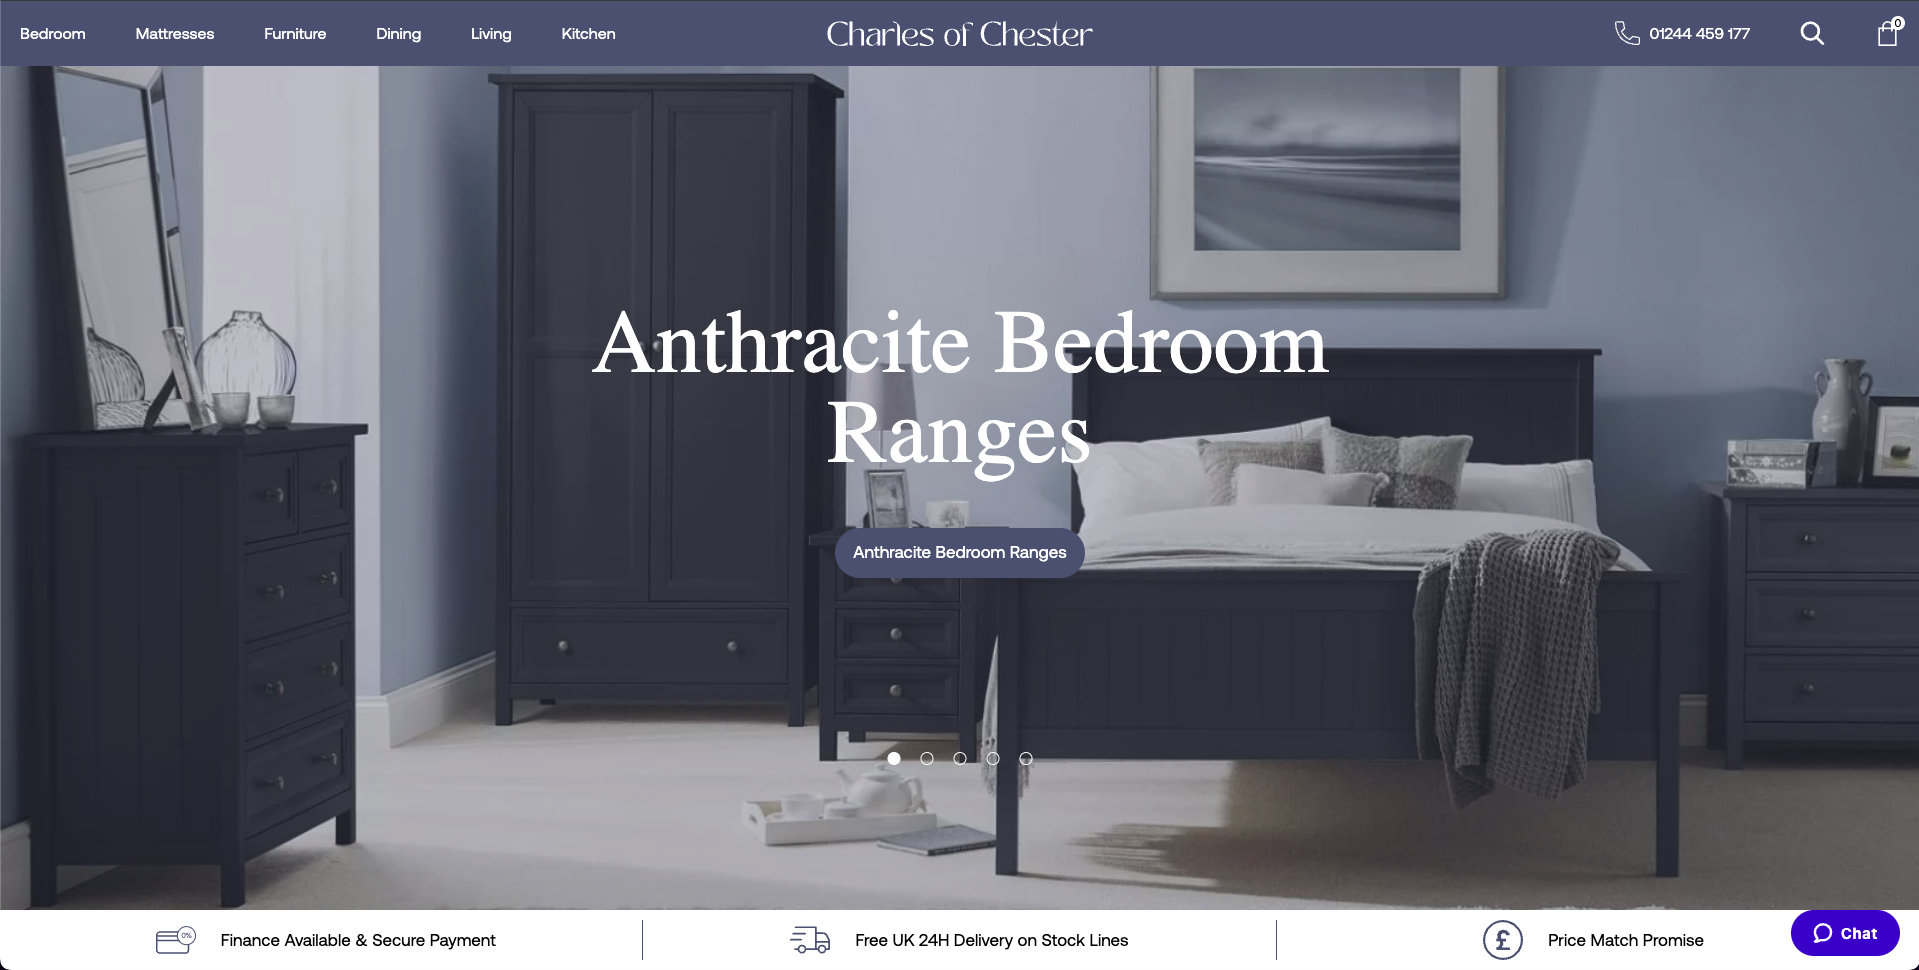 Bedroom
Mattresses
Furniture
Dining
Living
Kitchen
Charles of Chester
01244 459 177
0
Anthracite Bedroom
Ranges
Anthracite Bedroom Ranges
0%
Finance Available & Secure Payment
Free UK 24H Delivery on Stock Lines
£
Price Match Promise
Chat